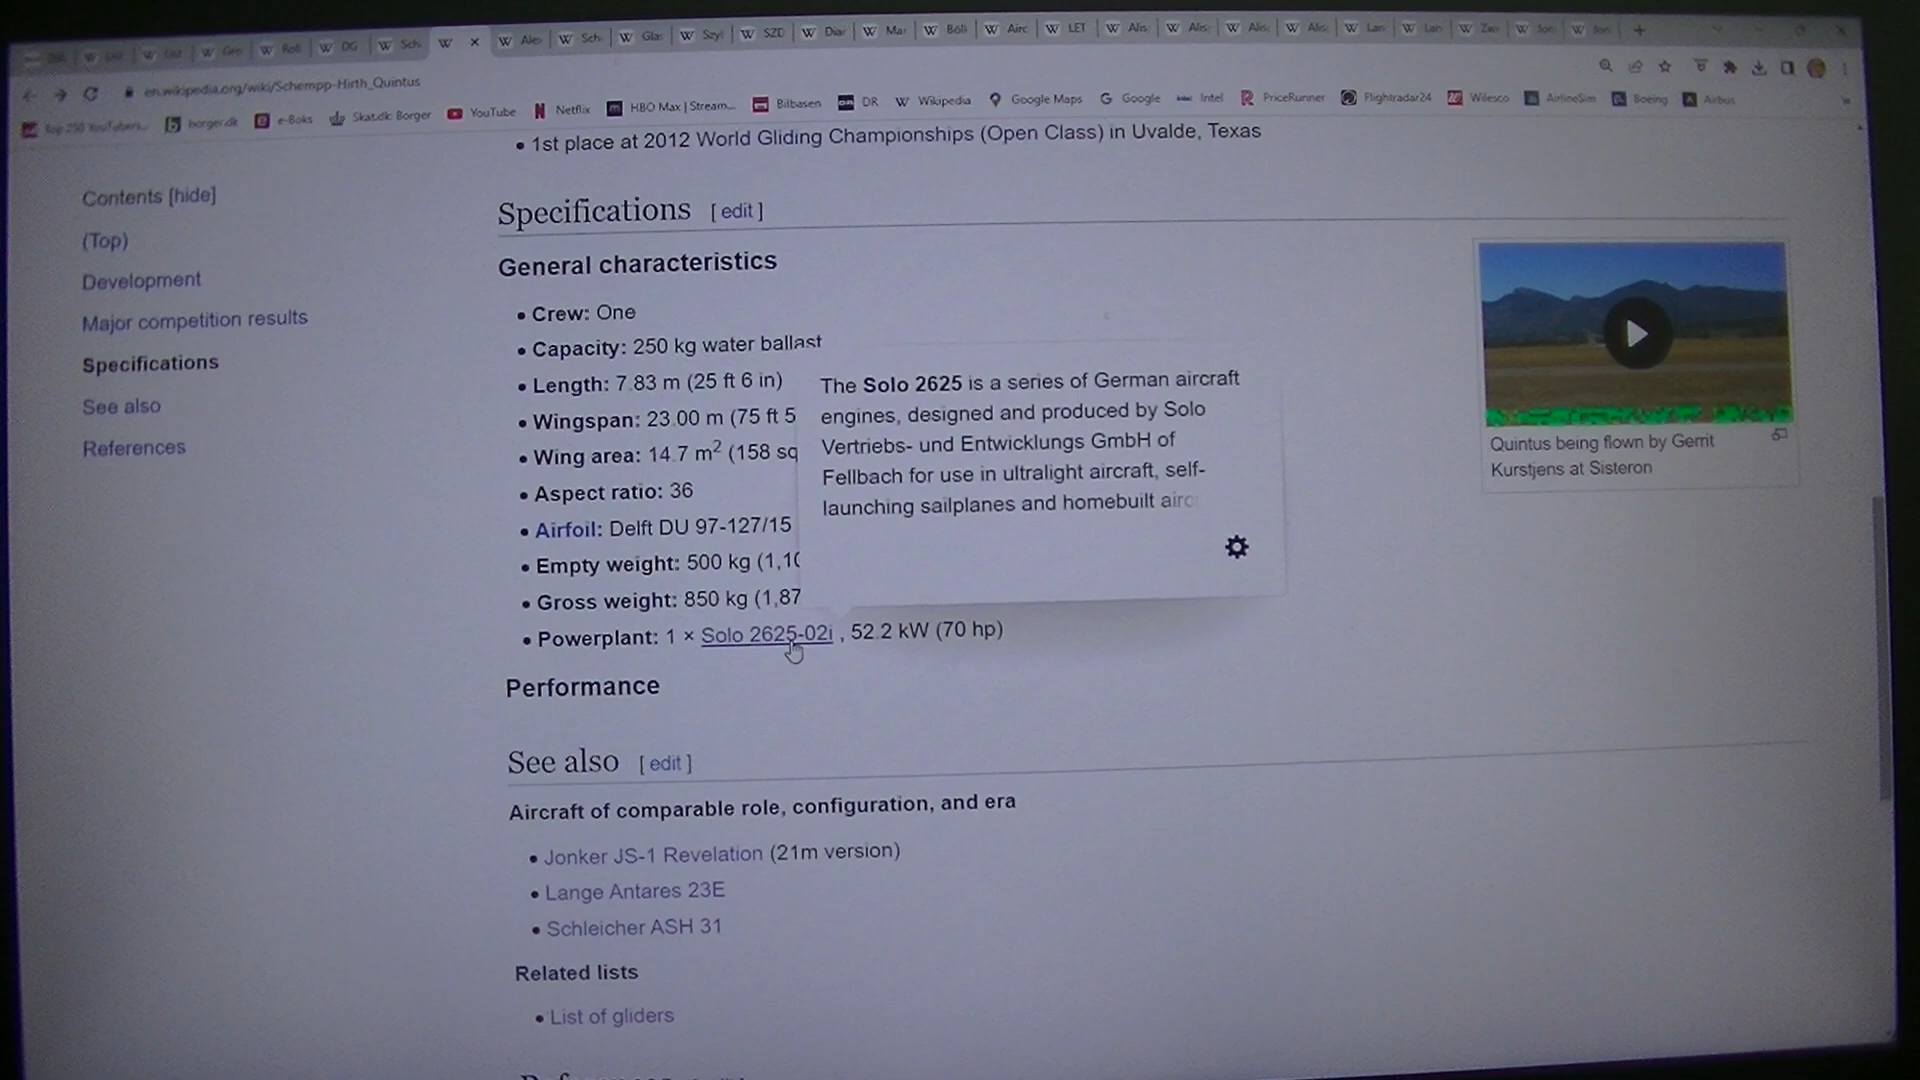 en.wikipedia.org/wiki/Schempp-Hirth_Quintus
Top 250 YouTubers... borger.dk e-Boks Skat.dk: Borger YouTube Netflix HBO Max | Stream... Bilbasen DR Wikipedia Google Maps Google Intel PriceRunner Flightradar24 Wilesco AirlineSim Boeing Airbus
• 1st place at 2012 World Gliding Championships (Open Class) in Uvalde, Texas
Contents [hide]
(Top)
Development
Major competition results
Specifications
See also
References
Specifications [ edit ]
General characteristics
• Crew: One
• Capacity: 250 kg water ballast
• Length: 7.83 m (25 ft 6 in)
• Wingspan: 23.00 m (75 ft 5
• Wing area: 14.7 m² (158 sq
• Aspect ratio: 36
• Airfoil: Delft DU 97-127/15
• Empty weight: 500 kg (1,10
• Gross weight: 850 kg (1,87
• Powerplant: 1 × Solo 2625-02i , 52.2 kW (70 hp)
The Solo 2625 is a series of German aircraft
engines, designed and produced by Solo
Vertriebs- und Entwicklungs GmbH of
Fellbach for use in ultralight aircraft, self-
launching sailplanes and homebuilt airc
Quintus being flown by Gerrit
Kurstjens at Sisteron
Performance
See also [ edit ]
Aircraft of comparable role, configuration, and era
• Jonker JS-1 Revelation (21m version)
• Lange Antares 23E
• Schleicher ASH 31
Related lists
• List of gliders